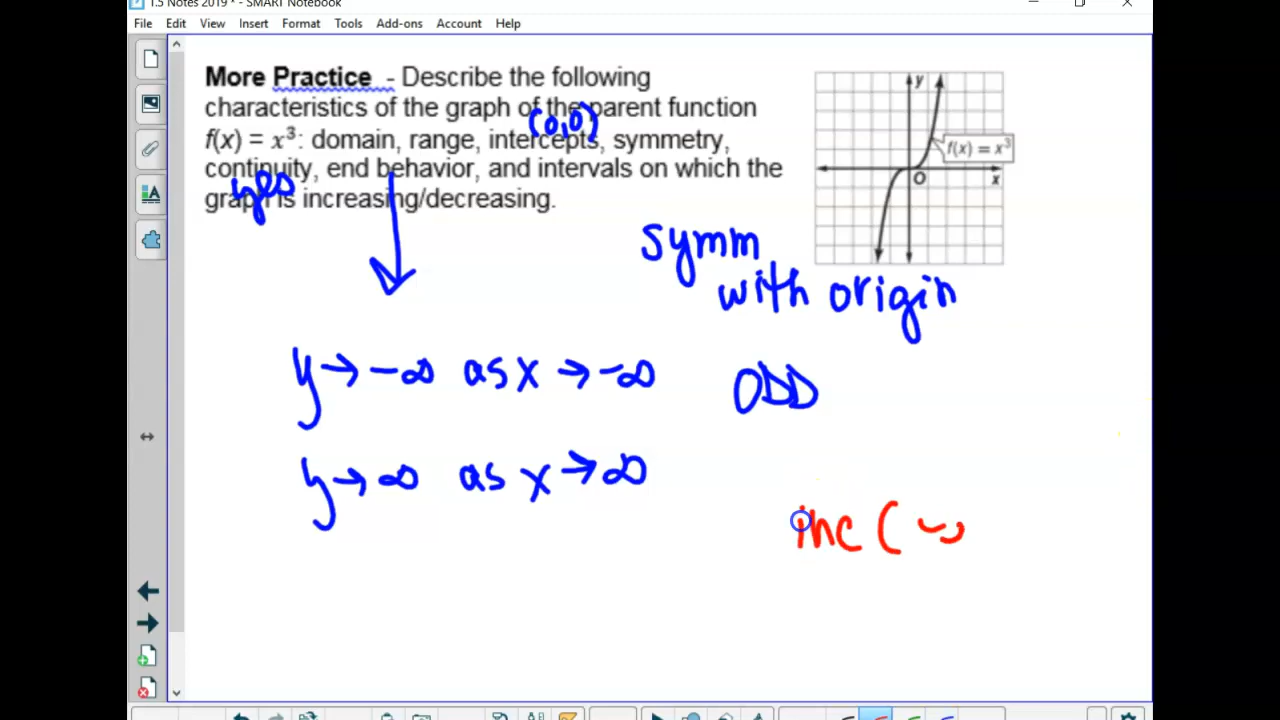 1.5 Notes 2019 * - SMART Notebook
File Edit View Insert Format Tools Add-ons Account Help
More Practice - Describe the following
characteristics of the graph of the parent function
(0,0)
f(x) = x³: domain, range, intercepts, symmetry,
continuity, end behavior, and intervals on which the
yes
graph is increasing/decreasing.
y
f(x) = x³
O
x
symm
with origin
y→-∞ as x→-∞
ODD
y→∞ as x→∞
inc (